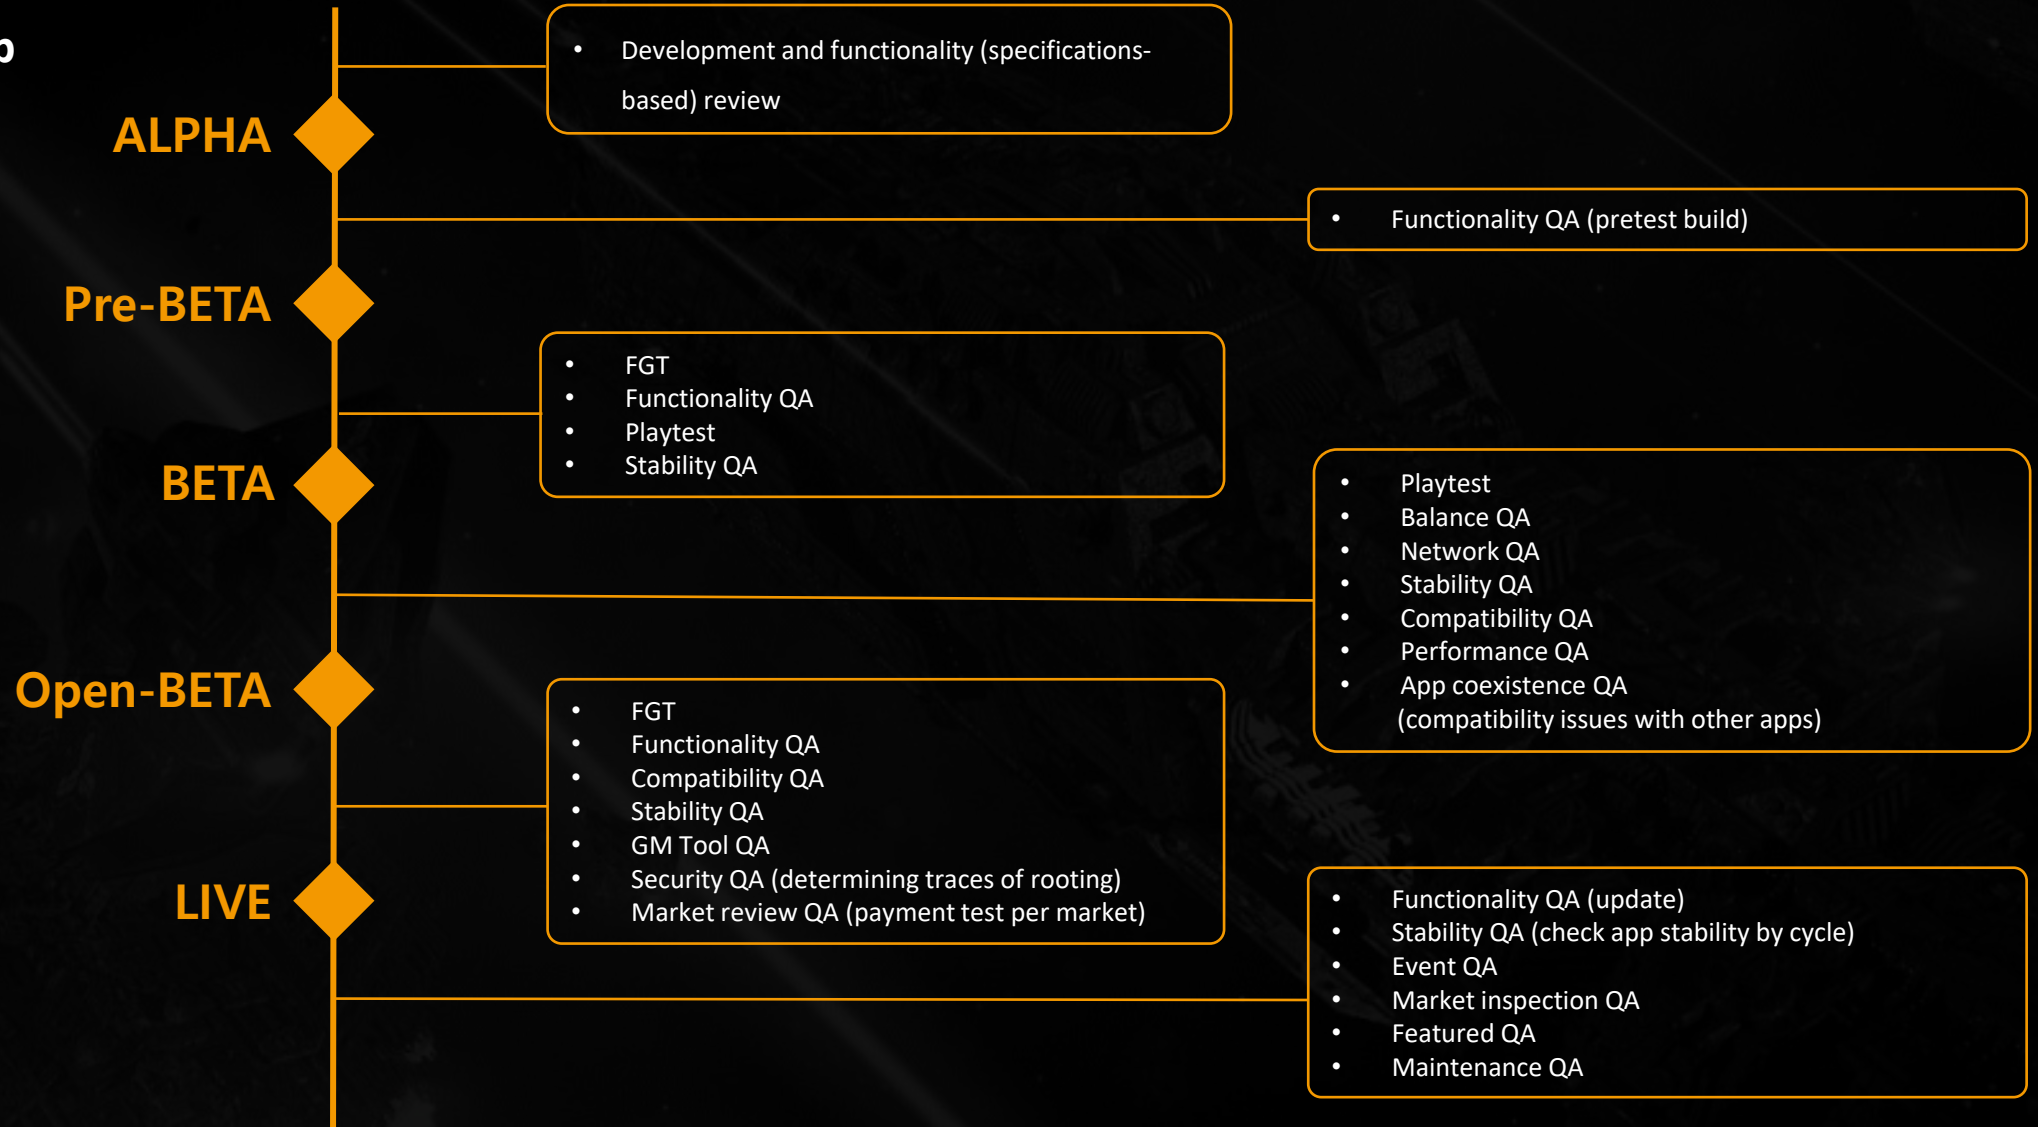 • Development and functionality (specifications-
based) review
ALPHA
• Functionality QA (pretest build)
Pre-BETA
• FGT
• Functionality QA
• Playtest
• Stability QA
BETA
• Playtest
• Balance QA
• Network QA
• Stability QA
• Compatibility QA
• Performance QA
• App coexistence QA
(compatibility issues with other apps)
Open-BETA
• FGT
• Functionality QA
• Compatibility QA
• Stability QA
• GM Tool QA
• Security QA (determining traces of rooting)
• Market review QA (payment test per market)
LIVE
• Functionality QA (update)
• Stability QA (check app stability by cycle)
• Event QA
• Market inspection QA
• Featured QA
• Maintenance QA